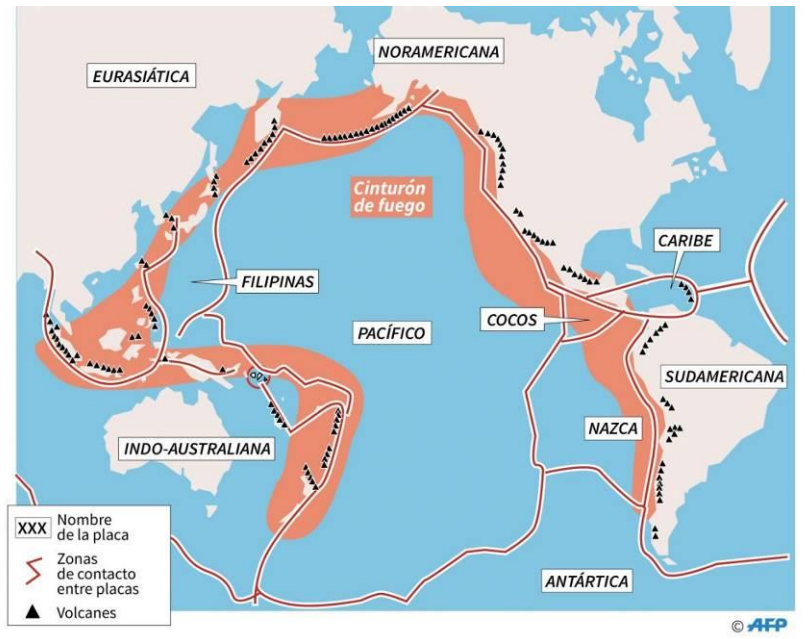 NORAMERICANA
EURASIÁTICA
Cinturón
de fuego
CARIBE
FILIPINAS
COCOS
PACÍFICO
SUDAMERICANA
NAZCA
INDO-AUSTRALIANA
XXX Nombre
de la placa
Zonas
de contacto
entre placas
Volcanes
ANTÁRTICA
© AFP